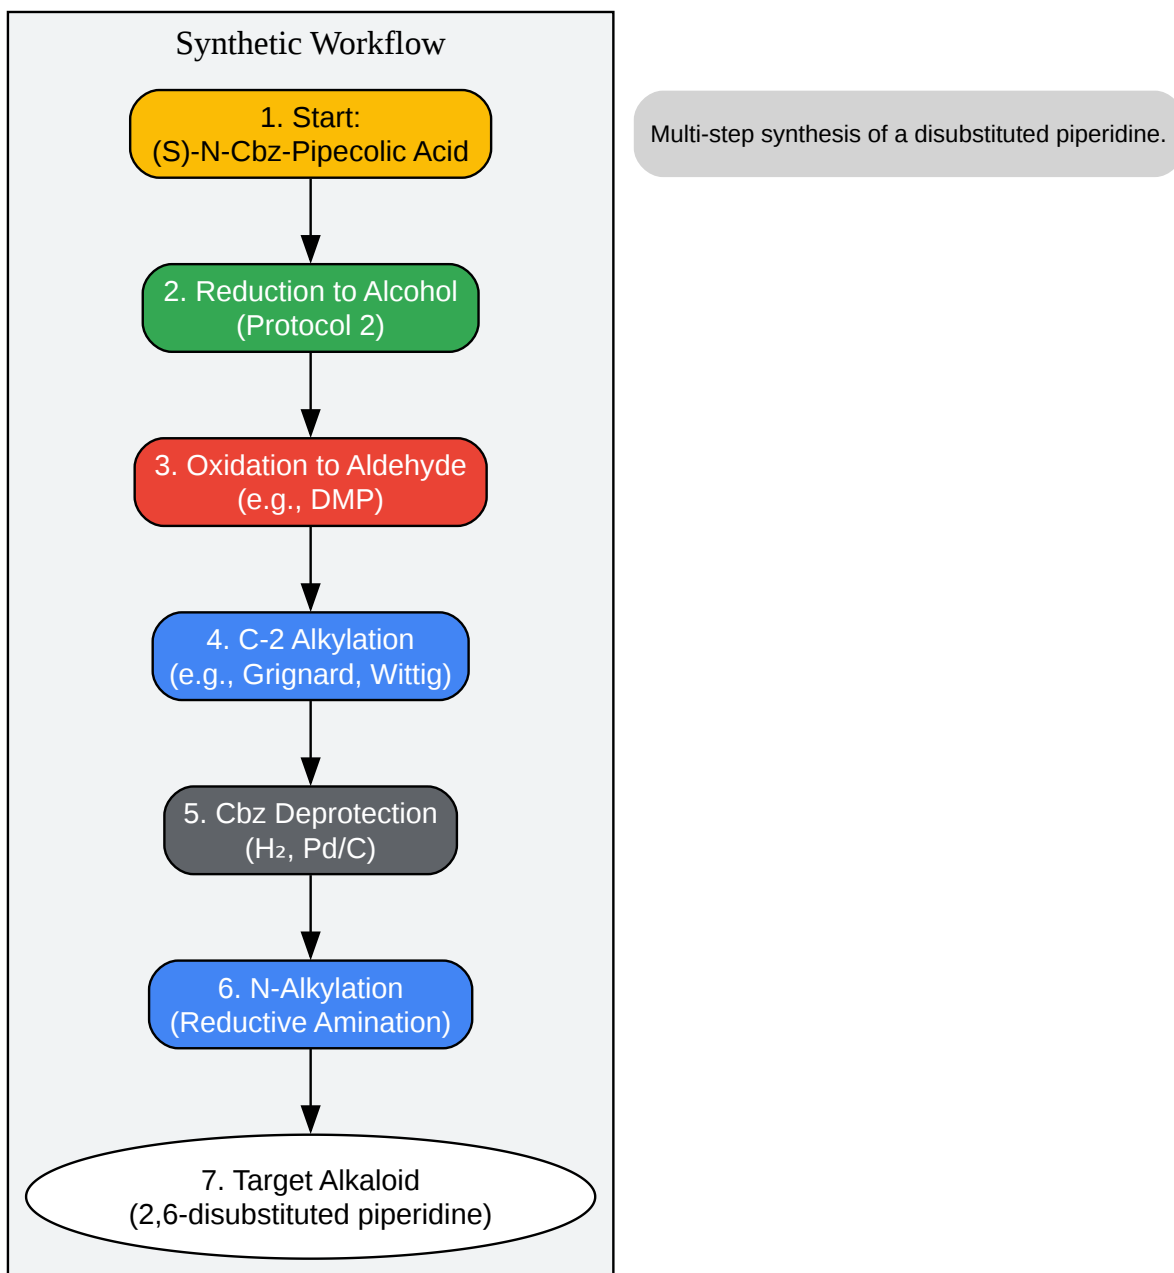 Synthetic Workflow
1. Start:
(S)-N-Cbz-Pipecolic Acid
Multi-step synthesis of a disubstituted piperidine.
2. Reduction to Alcohol
(Protocol 2)
3. Oxidation to Aldehyde
(e.g., DMP)
4. C-2 Alkylation
(e.g., Grignard, Wittig)
5. Cbz Deprotection
(H₂, Pd/C)
6. N-Alkylation
(Reductive Amination)
7. Target Alkaloid
(2,6-disubstituted piperidine)